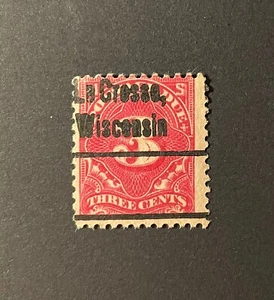 La Crosse,
Wisconsin
3
THREE CENTS